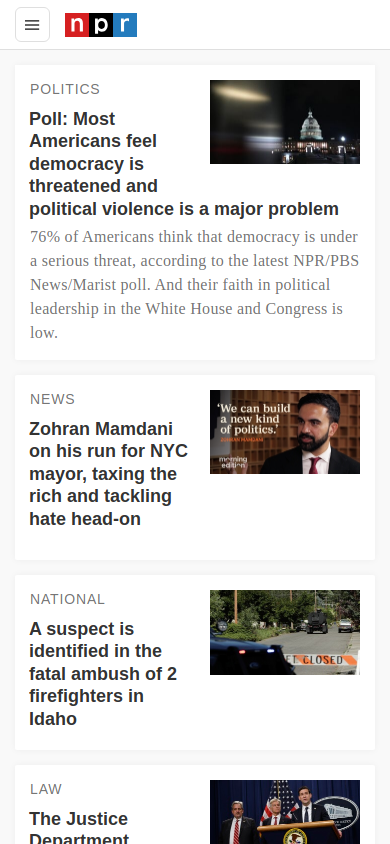 npr
POLITICS
Poll: Most
Americans feel
democracy is
threatened and
political violence is a major problem
76% of Americans think that democracy is under
a serious threat, according to the latest NPR/PBS
News/Marist poll. And their faith in political
leadership in the White House and Congress is
low.
NEWS
Zohran Mamdani
on his run for NYC
mayor, taxing the
rich and tackling
hate head-on
'We can build
a new kind
of politics.'
ZOHRAN MAMDANI
morning
edition
NATIONAL
A suspect is
identified in the
fatal ambush of 2
firefighters in
Idaho
CLOSED
LAW
The Justice
Department